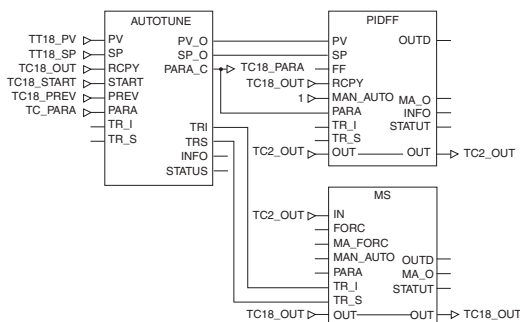 AUTOTUNE
TT18_PV PV PV_O
TT18_SP SP SP_O
TC18_OUT RCPY PARA_C TC18_PARA
TC18_START START
TC18_PREV PREV
TC_PARA PARA
TR_I TRI
TR_S TRS
INFO
STATUS
PIDFF
PV OUTD
SP
FF
TC18_OUT RCPY
1 MAN_AUTO MA_O
PARA INFO
TR_I STATUT
TR_S
TC2_OUT OUT OUT TC2_OUT
MS
TC2_OUT IN
FORC
MA_FORC
MAN_AUTO OUTD
PARA MA_O
TR_I STATUT
TR_S
TC18_OUT OUT OUT TC18_OUT